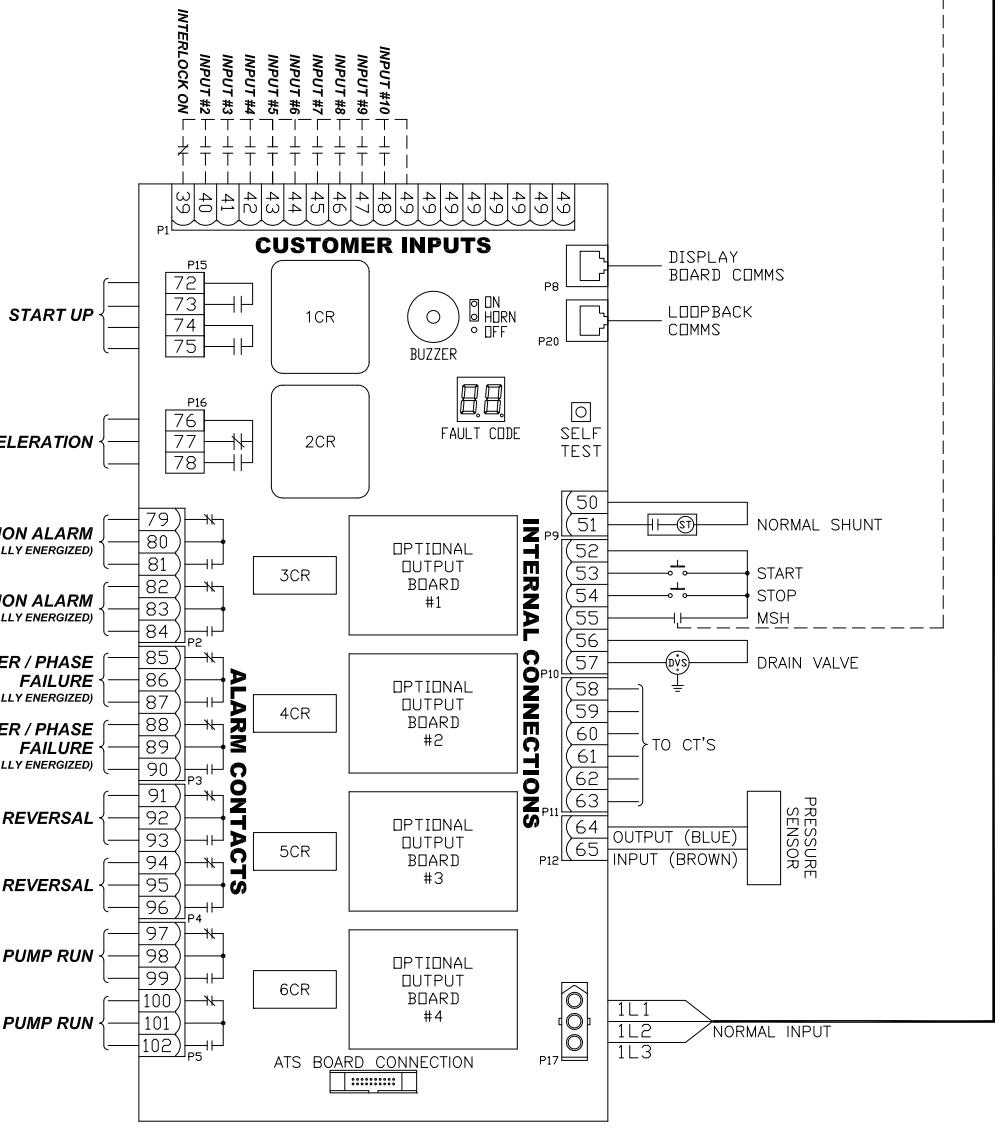 INTERLOCK ON
INPUT #2
INPUT #3
INPUT #4
INPUT #5
INPUT #6
INPUT #7
INPUT #8
INPUT #9
INPUT #10
39 40 41 42 43 44 45 46 47 48 49 49 49 49 49 49 49 49
P1
CUSTOMER INPUTS
P15
72
73
74
75
START UP
1CR
BUZZER
ON
HORN
OFF
P8
DISPLAY
BOARD COMMS
P20
LOOPBACK
COMMS
P16
76
77
78
ELERATION
2CR
FAULT CODE
SELF
TEST
ION ALARM
LLY ENERGIZED)
79
80
81
ION ALARM
LLY ENERGIZED)
82
83
84
P2
ER / PHASE
FAILURE
LLY ENERGIZED)
85
86
87
ER / PHASE
FAILURE
LLY ENERGIZED)
88
89
90
P3
REVERSAL
91
92
93
REVERSAL
94
95
96
P4
PUMP RUN
97
98
99
PUMP RUN
100
101
102
P5
ALARM CONTACTS
3CR
4CR
5CR
6CR
OPTIONAL
OUTPUT
BOARD
#1
OPTIONAL
OUTPUT
BOARD
#2
OPTIONAL
OUTPUT
BOARD
#3
OPTIONAL
OUTPUT
BOARD
#4
ATS BOARD CONNECTION
INTERNAL CONNECTIONS
50
51
P9
ST
NORMAL SHUNT
52
53
54
55
START
STOP
MSH
56
57
P10
DVS
DRAIN VALVE
58
59
60
61
62
63
P11
TO CT'S
64
65
P12
OUTPUT (BLUE)
INPUT (BROWN)
PRESSURE
SENSOR
P17
1L1
1L2
1L3
NORMAL INPUT